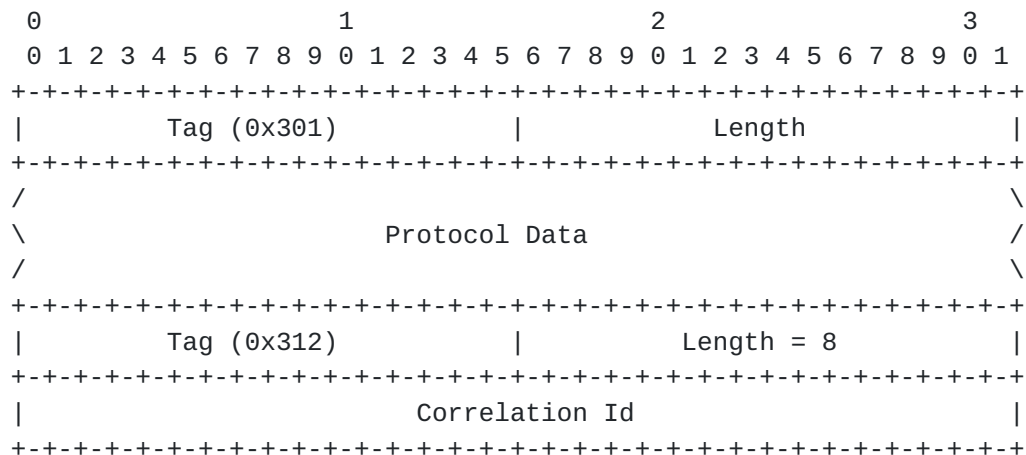 0                   1                   2                   3
 0 1 2 3 4 5 6 7 8 9 0 1 2 3 4 5 6 7 8 9 0 1 2 3 4 5 6 7 8 9 0 1
+-+-+-+-+-+-+-+-+-+-+-+-+-+-+-+-+-+-+-+-+-+-+-+-+-+-+-+-+-+-+-+-+
|         Tag (0x301)           |            Length             |
+-+-+-+-+-+-+-+-+-+-+-+-+-+-+-+-+-+-+-+-+-+-+-+-+-+-+-+-+-+-+-+-+
/                                                               \
\                       Protocol Data                           /
/                                                               \
+-+-+-+-+-+-+-+-+-+-+-+-+-+-+-+-+-+-+-+-+-+-+-+-+-+-+-+-+-+-+-+-+
|         Tag (0x312)           |          Length = 8           |
+-+-+-+-+-+-+-+-+-+-+-+-+-+-+-+-+-+-+-+-+-+-+-+-+-+-+-+-+-+-+-+-+
|                         Correlation Id                        |
+-+-+-+-+-+-+-+-+-+-+-+-+-+-+-+-+-+-+-+-+-+-+-+-+-+-+-+-+-+-+-+-+